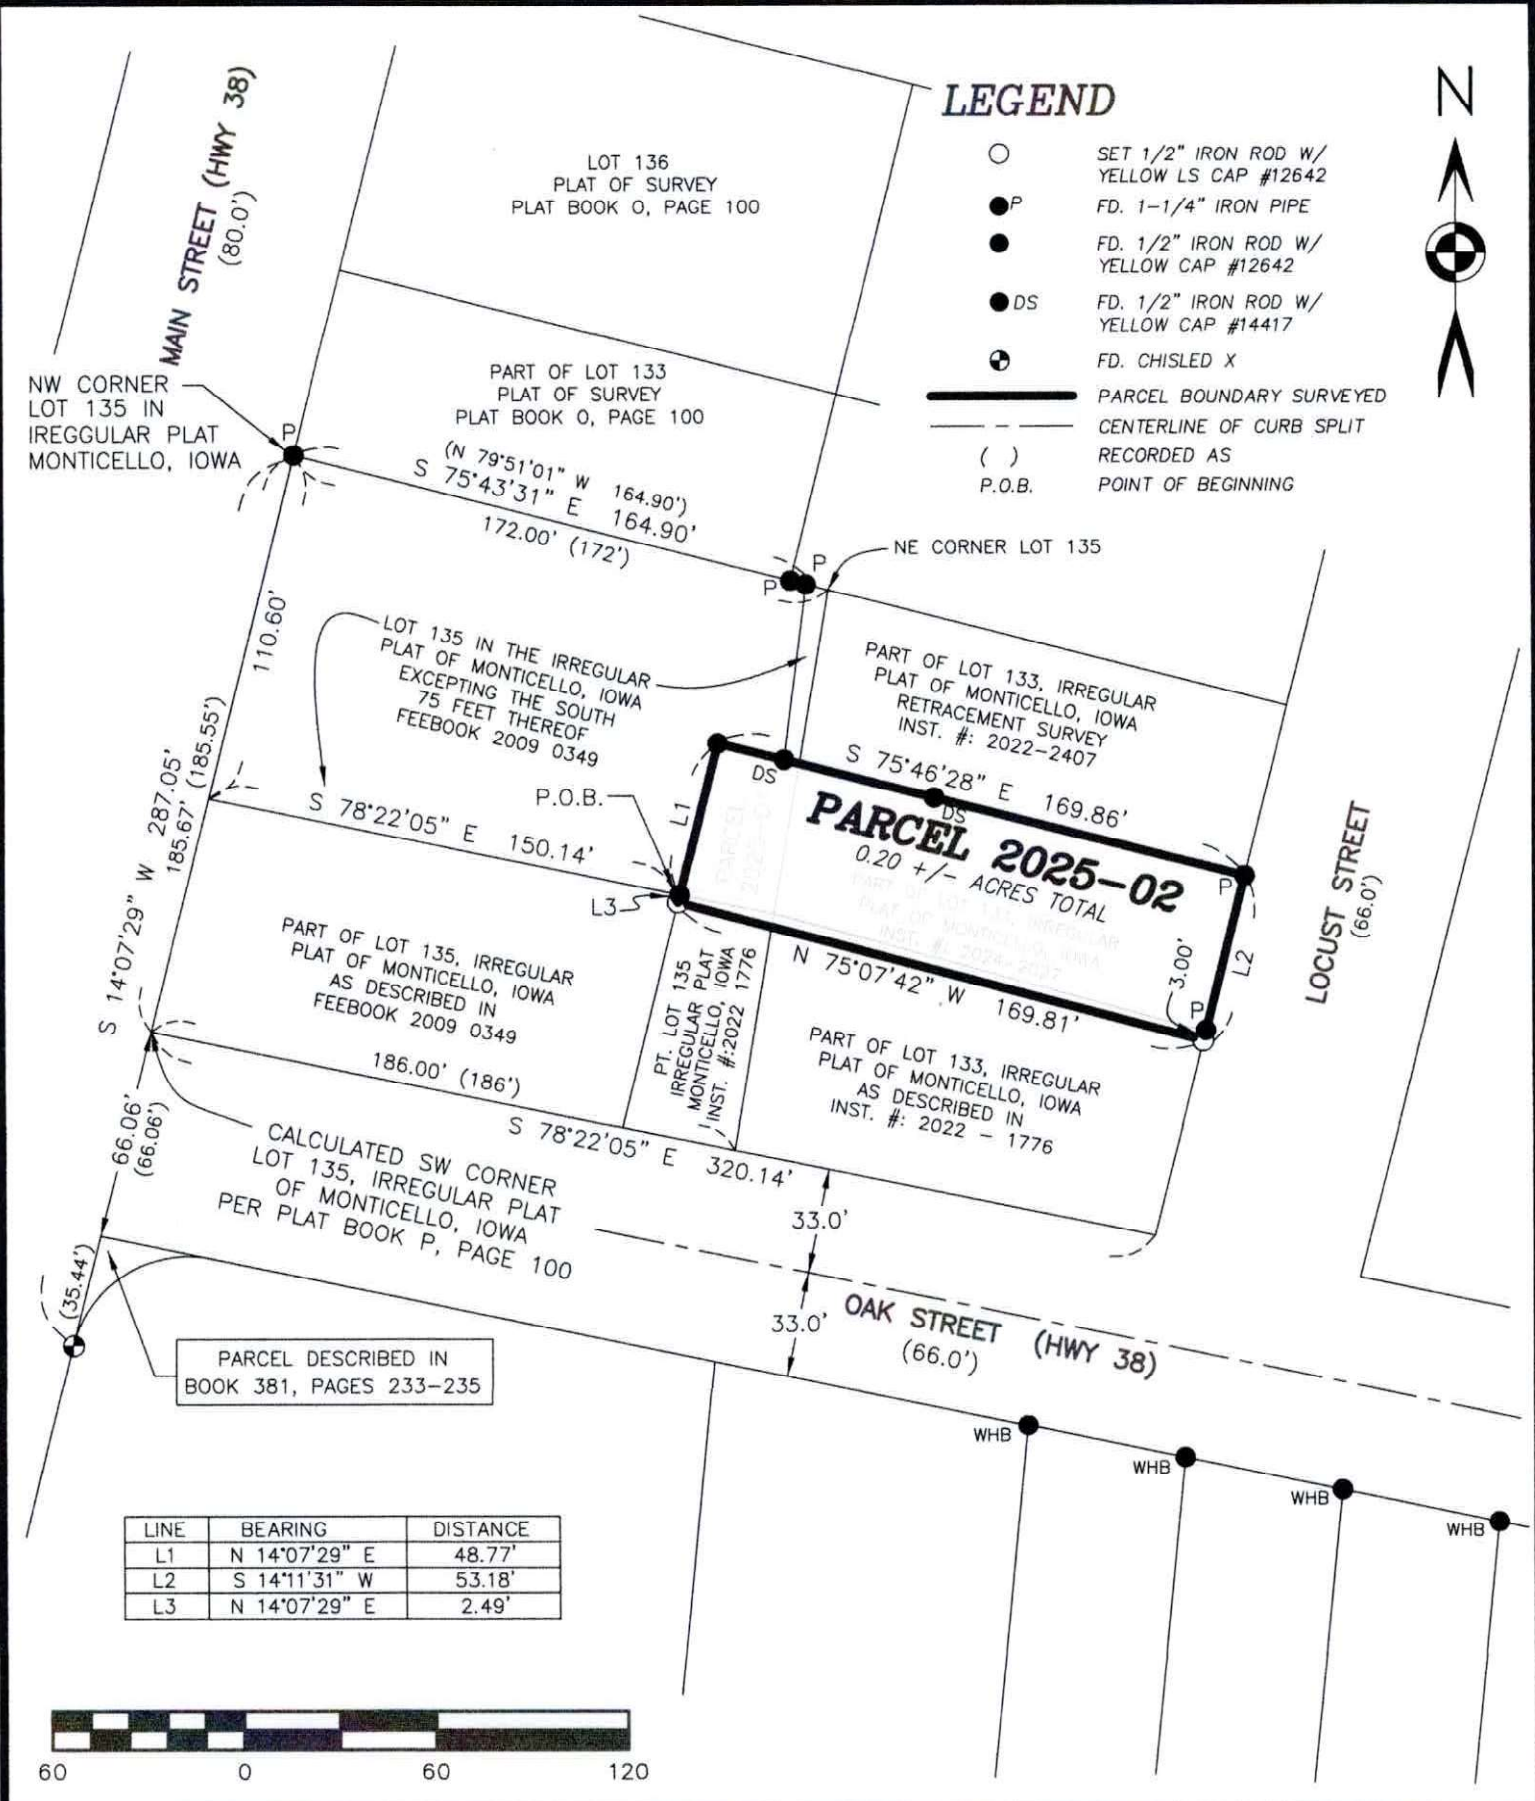 LEGEND
N
SET 1/2" IRON ROD W/
YELLOW LS CAP #12642
P
FD. 1-1/4" IRON PIPE
FD. 1/2" IRON ROD W/
YELLOW CAP #12642
DS
FD. 1/2" IRON ROD W/
YELLOW CAP #14417
FD. CHISLED X
PARCEL BOUNDARY SURVEYED
CENTERLINE OF CURB SPLIT
( )
RECORDED AS
P.O.B.
POINT OF BEGINNING
MAIN STREET (HWY 38)
(80.0')
LOT 136
PLAT OF SURVEY
PLAT BOOK O, PAGE 100
PART OF LOT 133
PLAT OF SURVEY
PLAT BOOK O, PAGE 100
NW CORNER
LOT 135 IN
IREGGULAR PLAT
MONTICELLO, IOWA
P
(N 79°51'01" W 164.90')
S 75°43'31" E 164.90'
172.00' (172')
P
P
NE CORNER LOT 135
110.60'
LOT 135 IN THE IRREGULAR
PLAT OF MONTICELLO, IOWA
EXCEPTING THE SOUTH
75 FEET THEREOF
FEEBOOK 2009 0349
PART OF LOT 133, IRREGULAR
PLAT OF MONTICELLO, IOWA
RETRACEMENT SURVEY
INST. #: 2022-2407
S 14°07'29" W 287.05'
185.67' (185.55')
DS
S 75°46'28" E 169.86'
DS
P.O.B.
L1
PARCEL 2025-02
0.20 +/- ACRES TOTAL
PARCEL
PART OF LOT 133, IRREGULAR
PLAT OF MONTICELLO, IOWA
P
LOCUST STREET
(66.0')
S 78°22'05" E 150.14'
L3
L2
3.00'
P
N 75°07'42" W 169.81'
PART OF LOT 135, IRREGULAR
PLAT OF MONTICELLO, IOWA
AS DESCRIBED IN
FEEBOOK 2009 0349
PT. LOT 135
IRREGULAR PLAT
MONTICELLO, IOWA
INST. #:2022 1776
PART OF LOT 133, IRREGULAR
PLAT OF MONTICELLO, IOWA
AS DESCRIBED IN
INST. #: 2022 - 1776
186.00' (186')
S 78°22'05" E 320.14'
66.06'
(66.06')
CALCULATED SW CORNER
LOT 135, IRREGULAR PLAT
OF MONTICELLO, IOWA
PER PLAT BOOK P, PAGE 100
33.0'
33.0'
OAK STREET (HWY 38)
(66.0')
(35.44')
PARCEL DESCRIBED IN
BOOK 381, PAGES 233-235
WHB
WHB
WHB
WHB
LINE BEARING DISTANCE
L1 N 14°07'29" E 48.77'
L2 S 14°11'31" W 53.18'
L3 N 14°07'29" E 2.49'
60 0 60 120